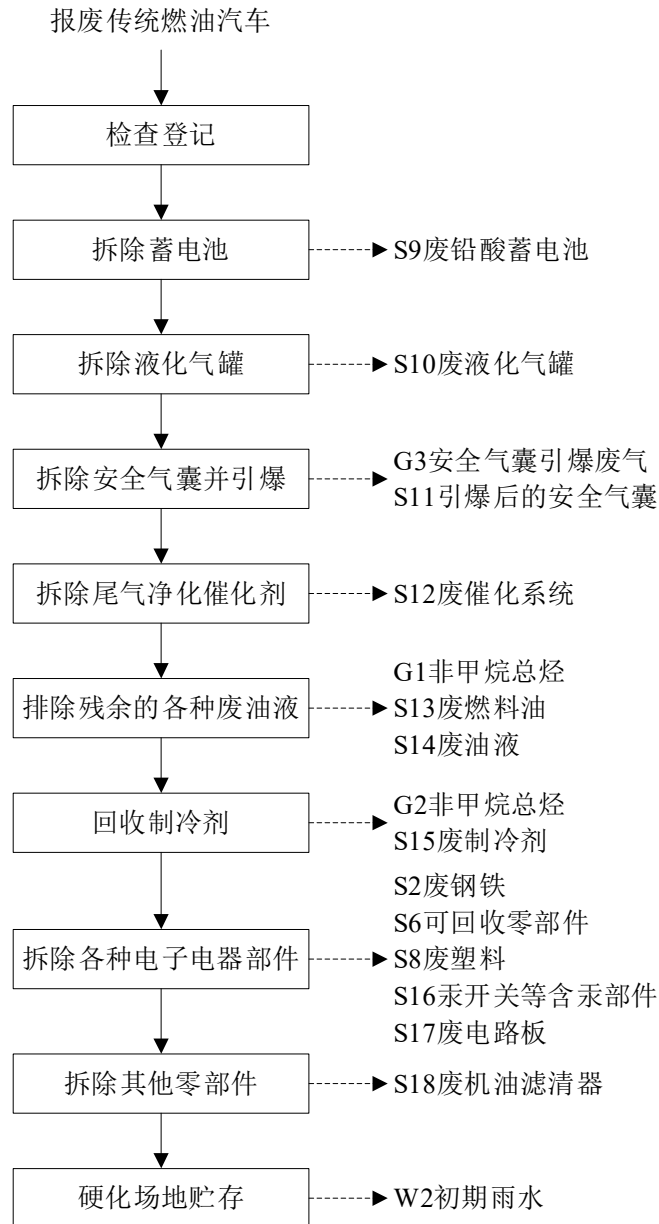 报废传统燃油汽车
检查登记
拆除蓄电池
S9废铅酸蓄电池
拆除液化气罐
S10废液化气罐
拆除安全气囊并引爆
G3安全气囊引爆废气
S11引爆后的安全气囊
拆除尾气净化催化剂
S12废催化系统
排除残余的各种废油液
G1非甲烷总烃
S13废燃料油
S14废油液
回收制冷剂
G2非甲烷总烃
S15废制冷剂
拆除各种电子电器部件
S2废钢铁
S6可回收零部件
S8废塑料
S16汞开关等含汞部件
S17废电路板
拆除其他零部件
S18废机油滤清器
硬化场地贮存
W2初期雨水